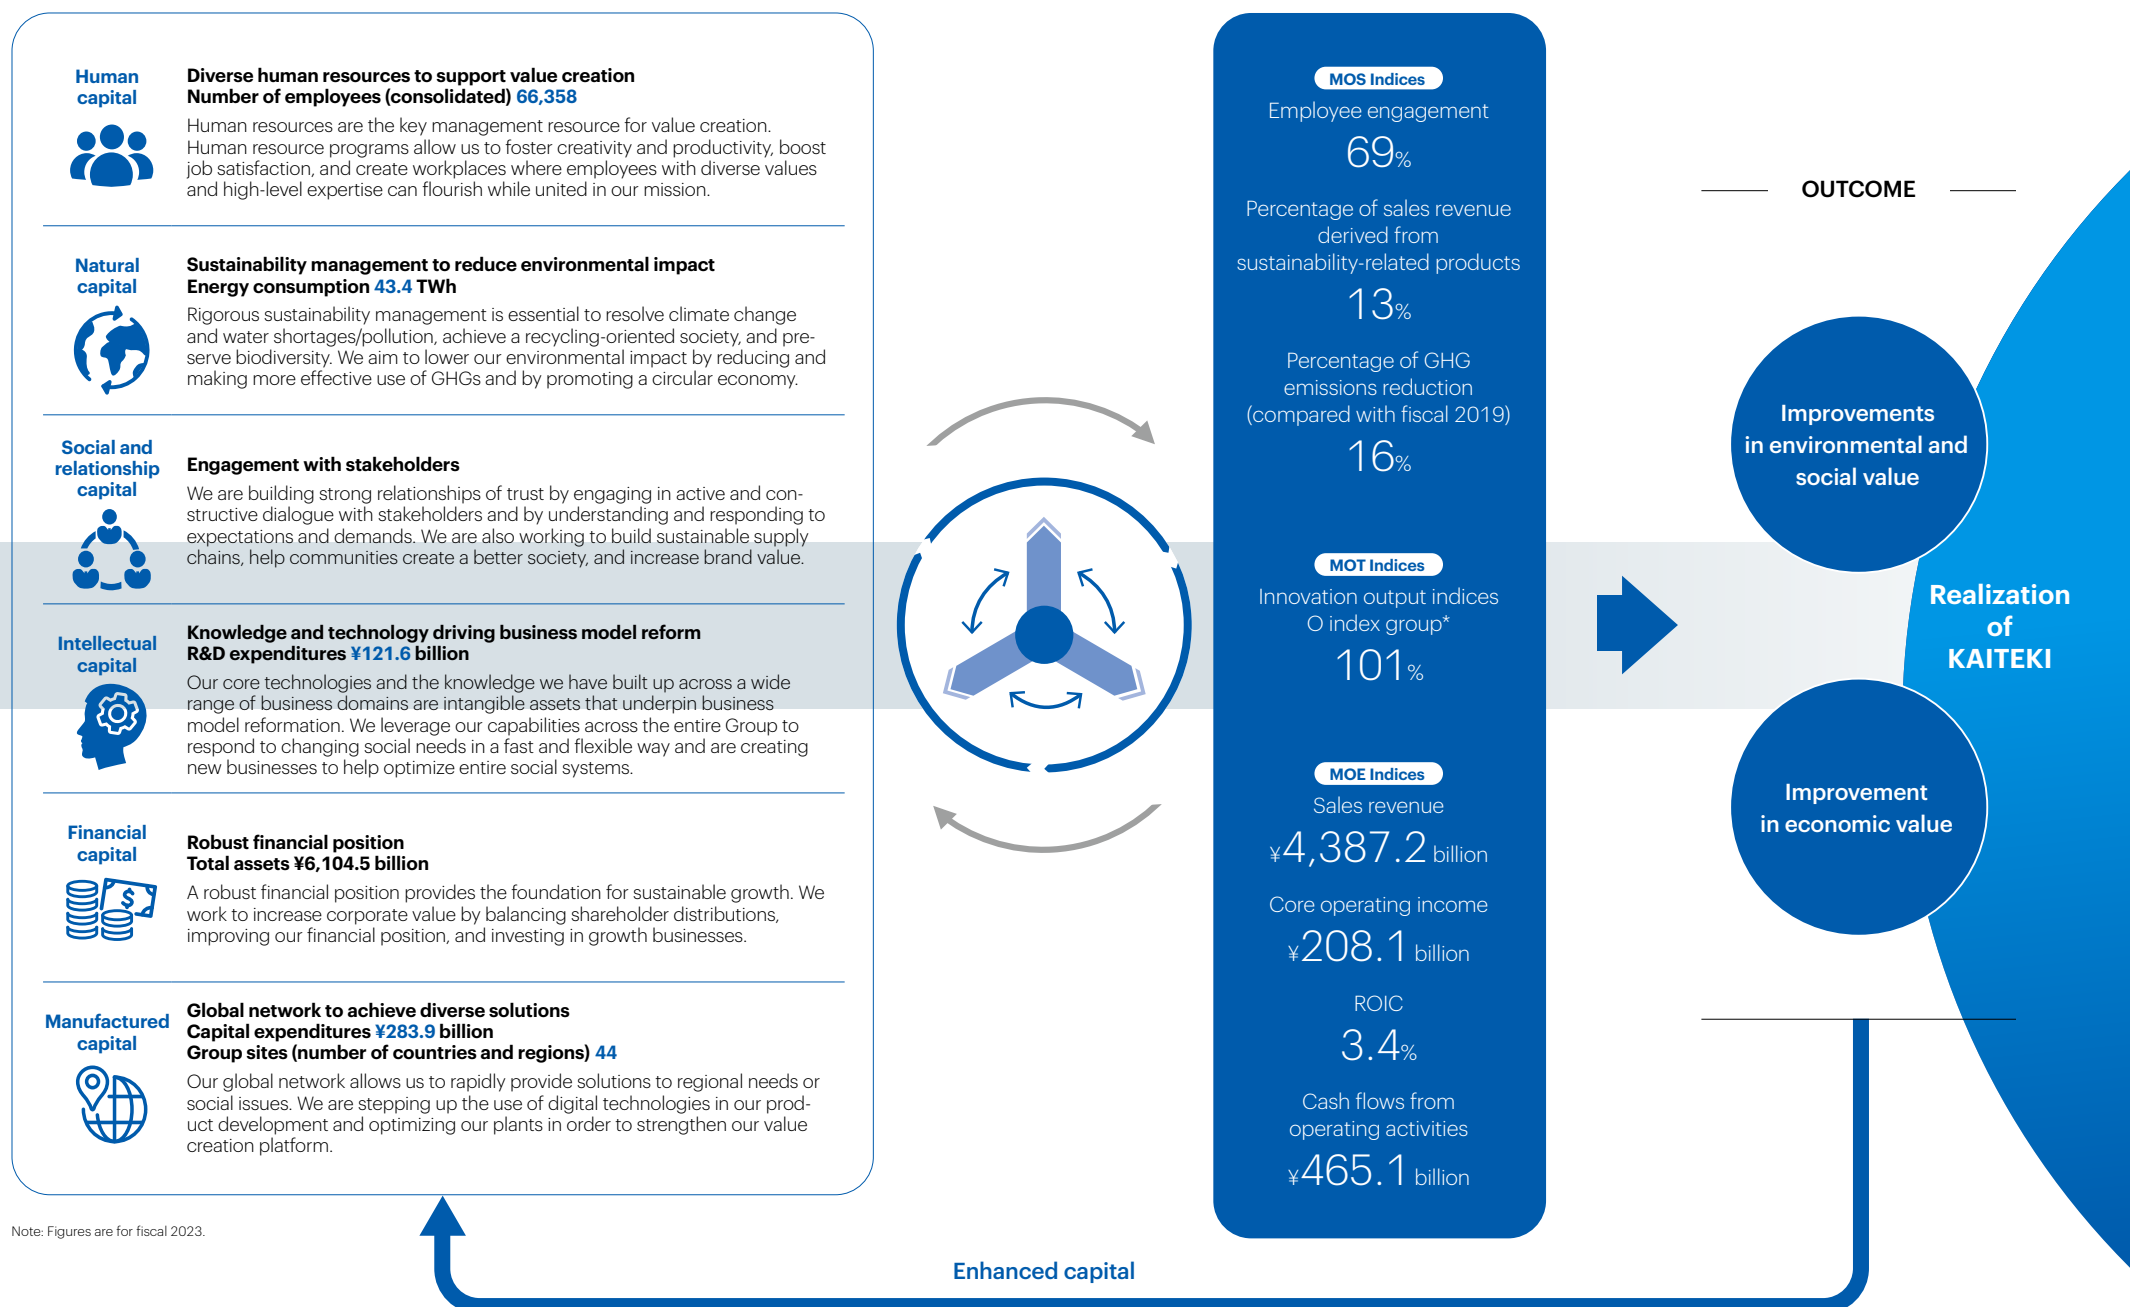 Human
capital
Diverse human resources to support value creation
Number of employees (consolidated) 66,358
Human resources are the key management resource for value creation.
Human resource programs allow us to foster creativity and productivity, boost
job satisfaction, and create workplaces where employees with diverse values
and high-level expertise can flourish while united in our mission.
Natural
capital
Sustainability management to reduce environmental impact
Energy consumption 43.4 TWh
Rigorous sustainability management is essential to resolve climate change
and water shortages/pollution, achieve a recycling-oriented society, and pre-
serve biodiversity. We aim to lower our environmental impact by reducing and
making more effective use of GHGs and by promoting a circular economy.
Social and
relationship
capital
Engagement with stakeholders
We are building strong relationships of trust by engaging in active and con-
structive dialogue with stakeholders and by understanding and responding to
expectations and demands. We are also working to build sustainable supply
chains, help communities create a better society, and increase brand value.
Intellectual
capital
Knowledge and technology driving business model reform
R&D expenditures ¥121.6 billion
Our core technologies and the knowledge we have built up across a wide
range of business domains are intangible assets that underpin business
model reformation. We leverage our capabilities across the entire Group to
respond to changing social needs in a fast and flexible way and are creating
new businesses to help optimize entire social systems.
Financial
capital
Robust financial position
Total assets ¥6,104.5 billion
A robust financial position provides the foundation for sustainable growth. We
work to increase corporate value by balancing shareholder distributions,
improving our financial position, and investing in growth businesses.
Manufactured
capital
Global network to achieve diverse solutions
Capital expenditures ¥283.9 billion
Group sites (number of countries and regions) 44
Our global network allows us to rapidly provide solutions to regional needs or
social issues. We are stepping up the use of digital technologies in our prod-
uct development and optimizing our plants in order to strengthen our value
creation platform.
Note: Figures are for fiscal 2023.
MOS Indices
Employee engagement
69%
Percentage of sales revenue
derived from
sustainability-related products
13%
Percentage of GHG
emissions reduction
(compared with fiscal 2019)
16%
MOT Indices
Innovation output indices
O index group*
101%
MOE Indices
Sales revenue
¥4,387.2 billion
Core operating income
¥208.1 billion
ROIC
3.4%
Cash flows from
operating activities
¥465.1 billion
OUTCOME
Improvements
in environmental and
social value
Realization
of
KAITEKI
Improvement
in economic value
Enhanced capital